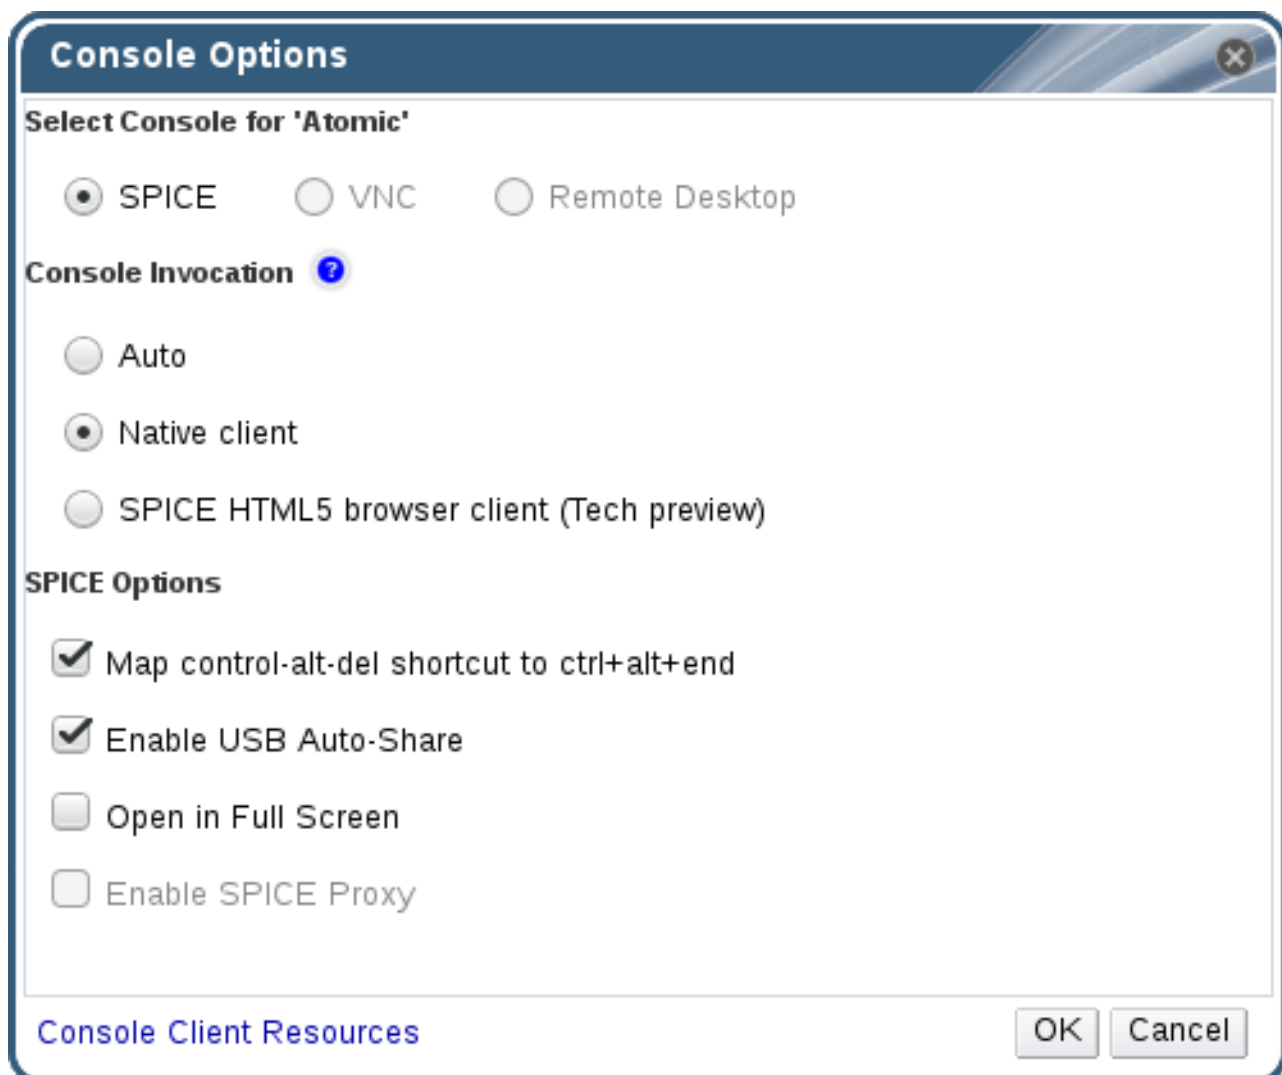 Console Options
Select Console for 'Atomic'
SPICE VNC Remote Desktop
Console Invocation ?
Auto
Native client
SPICE HTML5 browser client (Tech preview)
SPICE Options
Map control-alt-del shortcut to ctrl+alt+end
Enable USB Auto-Share
Open in Full Screen
Enable SPICE Proxy
Console Client Resources OK Cancel